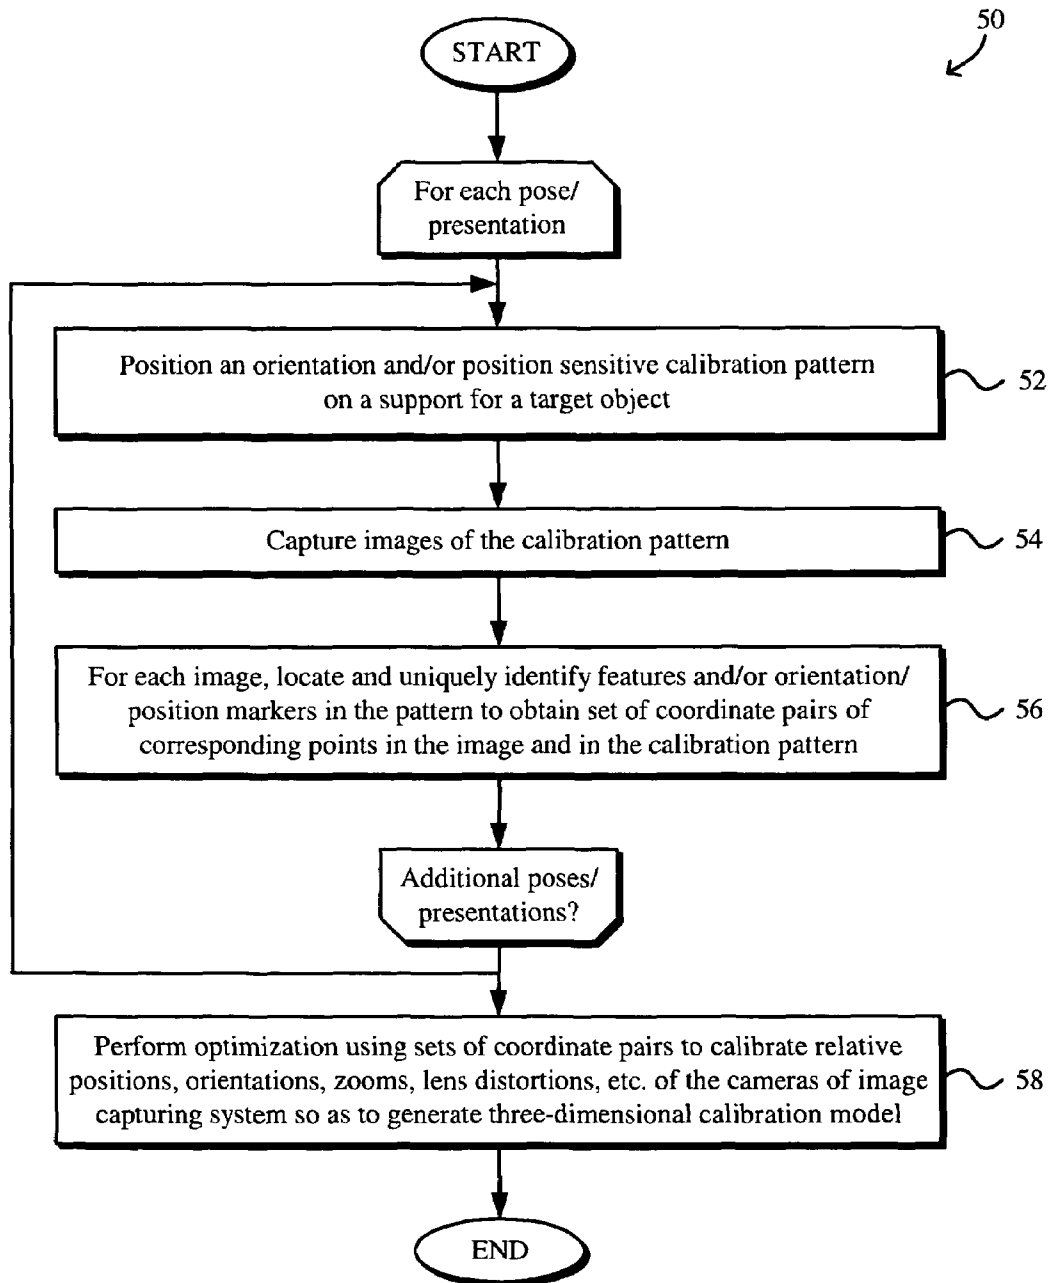 50
START
For each pose/
presentation
Position an orientation and/or position sensitive calibration pattern
on a support for a target object
52
Capture images of the calibration pattern
54
For each image, locate and uniquely identify features and/or orientation/
position markers in the pattern to obtain set of coordinate pairs of
corresponding points in the image and in the calibration pattern
56
Additional poses/
presentations?
Perform optimization using sets of coordinate pairs to calibrate relative
positions, orientations, zooms, lens distortions, etc. of the cameras of image
capturing system so as to generate three-dimensional calibration model
58
END